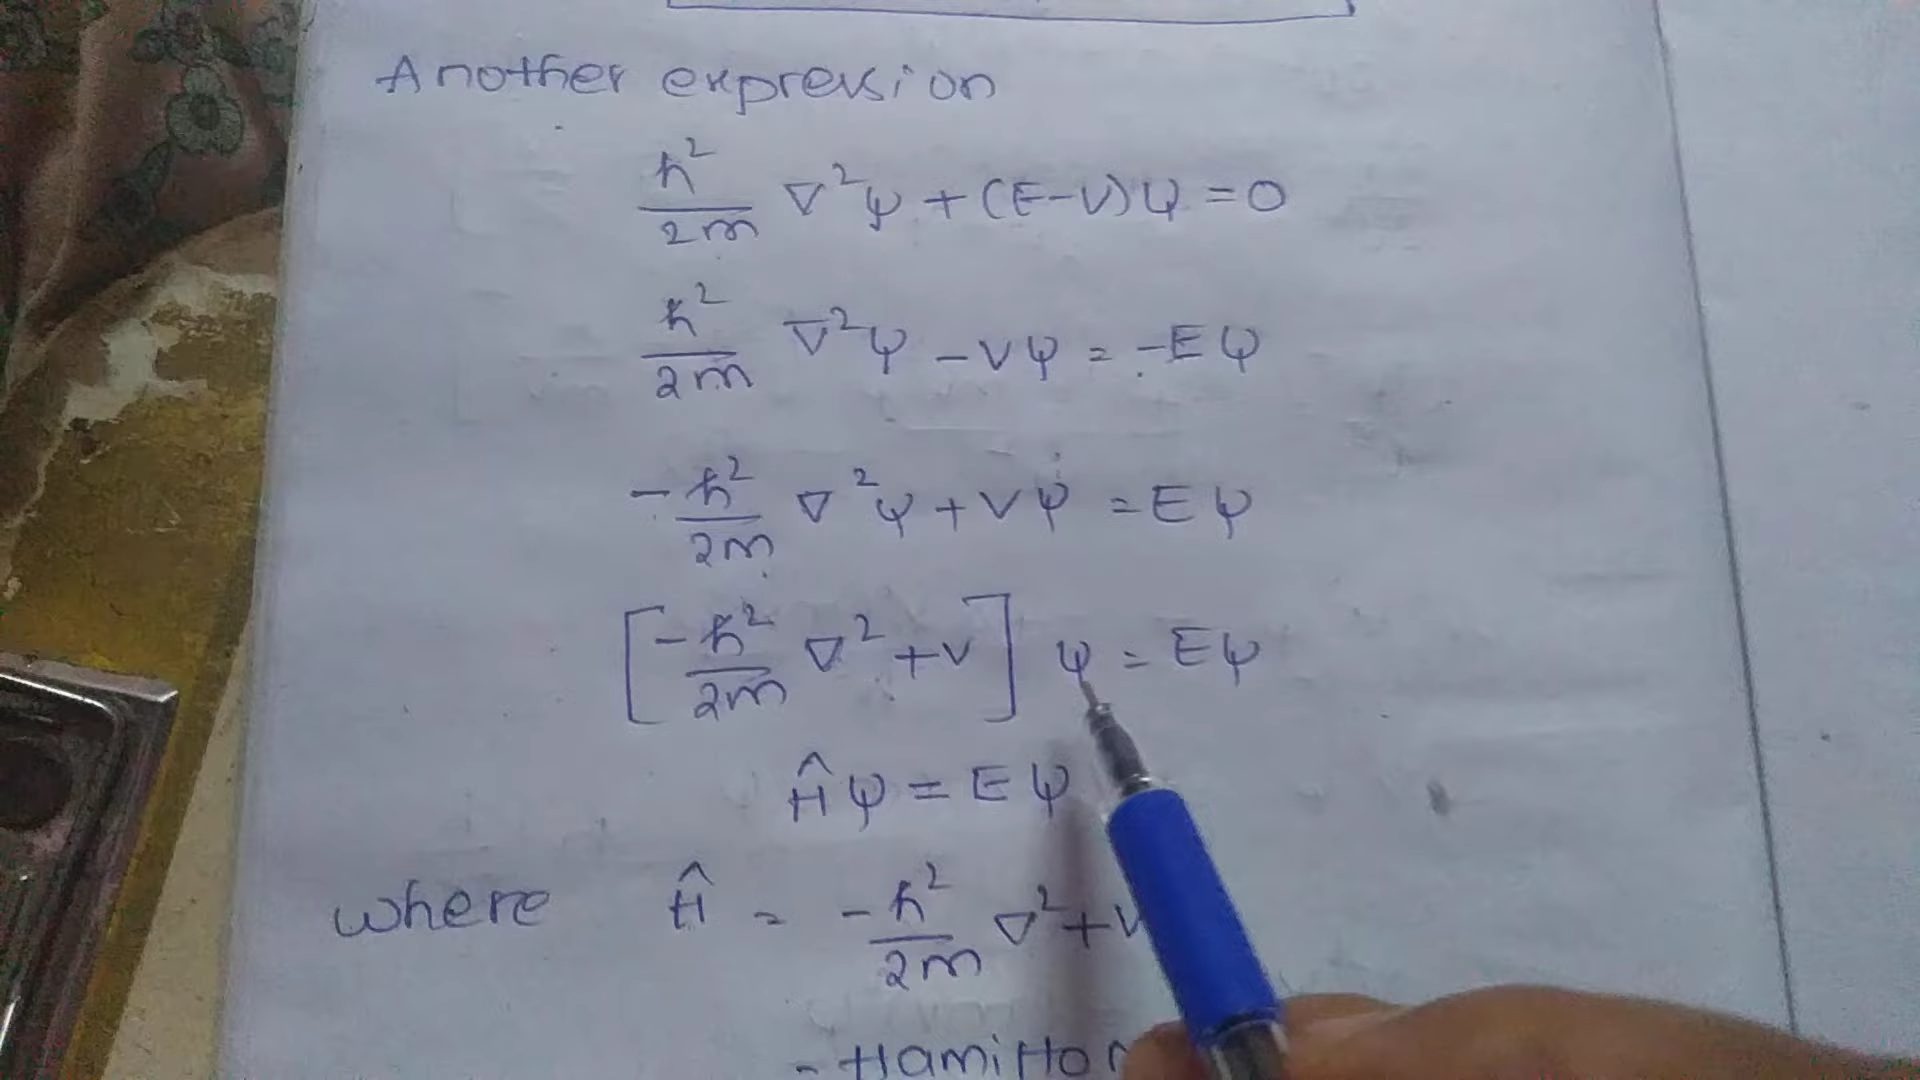 Another expression
ħ²/2m ∇²ψ + (E-V)ψ = 0
ħ²/2m ∇²ψ - Vψ = -Eψ
-ħ²/2m ∇²ψ + Vψ = Eψ
[-ħ²/2m ∇² + V] ψ = Eψ
Ĥψ = Eψ
where Ĥ = -ħ²/2m ∇² + V